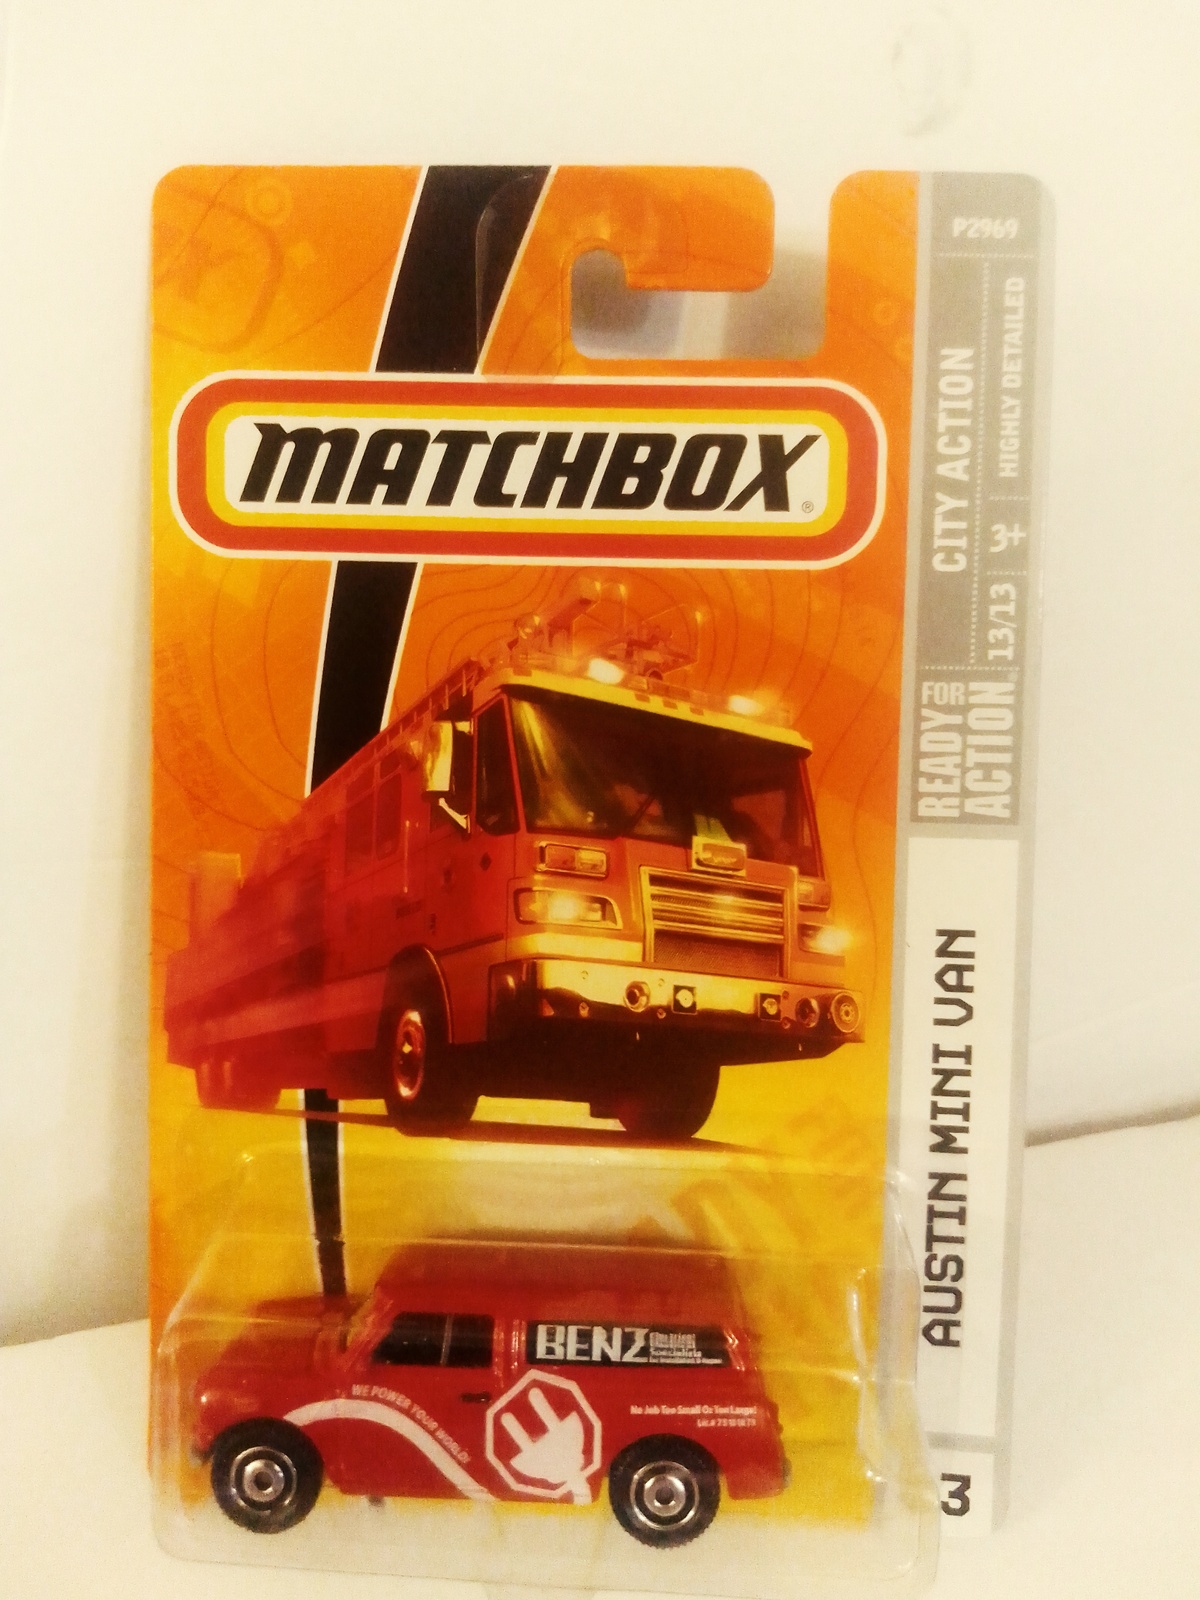 P2969
MATCHBOX®
CITY ACTION
HIGHLY DETAILED
13/13 3+
READY FOR
ACTION
AUSTIN MINI VAN
3
BENZ
Specialists
WE POWER YOUR WORLD!
No Job Too Small Or Too Large!